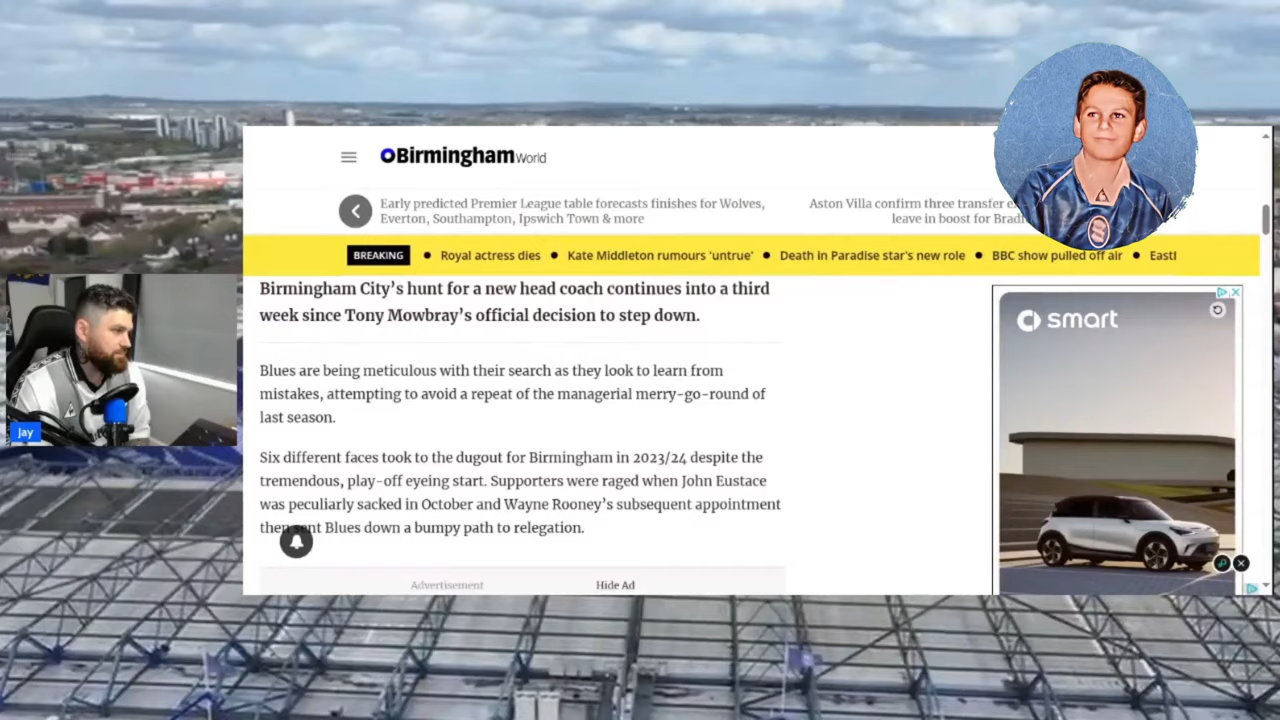 Birmingham World
Early predicted Premier League table forecasts finishes for Wolves,
Everton, Southampton, Ipswich Town & more
Aston Villa confirm three transfer
leave in boost for
BREAKING • Royal actress dies • Kate Middleton rumours 'untrue' • Death in Paradise star's new role • BBC show pulled off air • EastI
Birmingham City's hunt for a new head coach continues into a third
week since Tony Mowbray's official decision to step down.
Blues are being meticulous with their search as they look to learn from
mistakes, attempting to avoid a repeat of the managerial merry-go-round of
last season.
Six different faces took to the dugout for Birmingham in 2023/24 despite the
tremendous, play-off eyeing start. Supporters were raged when John Eustace
was peculiarly sacked in October and Wayne Rooney's subsequent appointment
then sent Blues down a bumpy path to relegation.
Advertisement
Hide Ad
smart
Jay